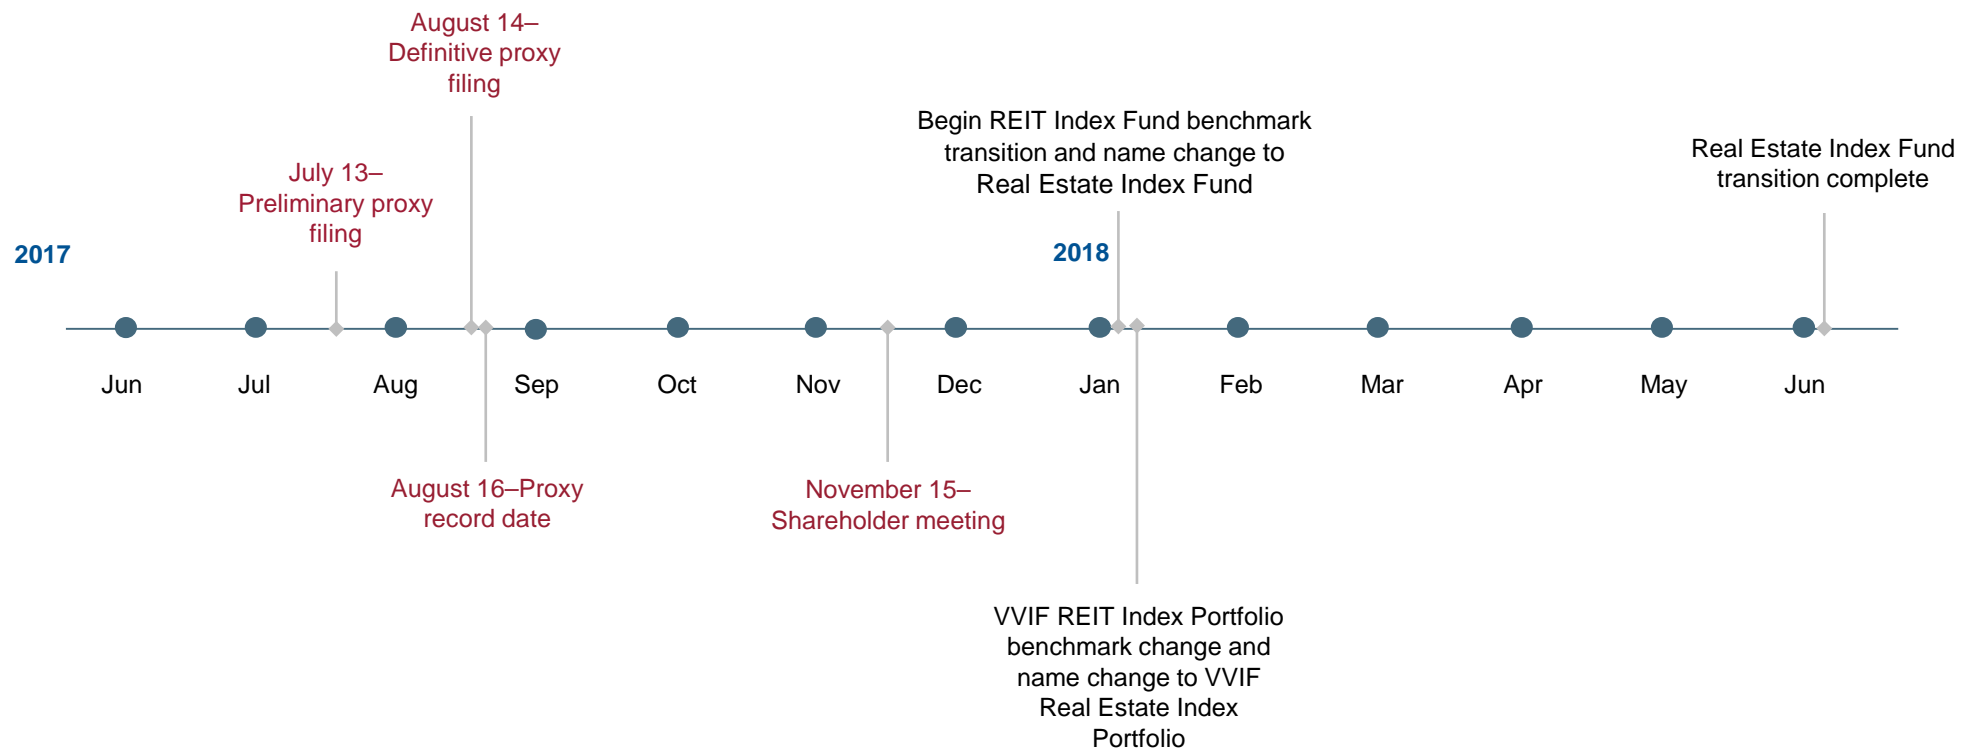 August 14–
Definitive proxy
filing
July 13–
Preliminary proxy
filing
Begin REIT Index Fund benchmark
transition and name change to
Real Estate Index Fund
Real Estate Index Fund
transition complete
2017
2018
Jun
Jul
Aug
Sep
Oct
Nov
Dec
Jan
Feb
Mar
Apr
May
Jun
August 16–Proxy
record date
November 15–
Shareholder meeting
VVIF REIT Index Portfolio
benchmark change and
name change to VVIF
Real Estate Index
Portfolio